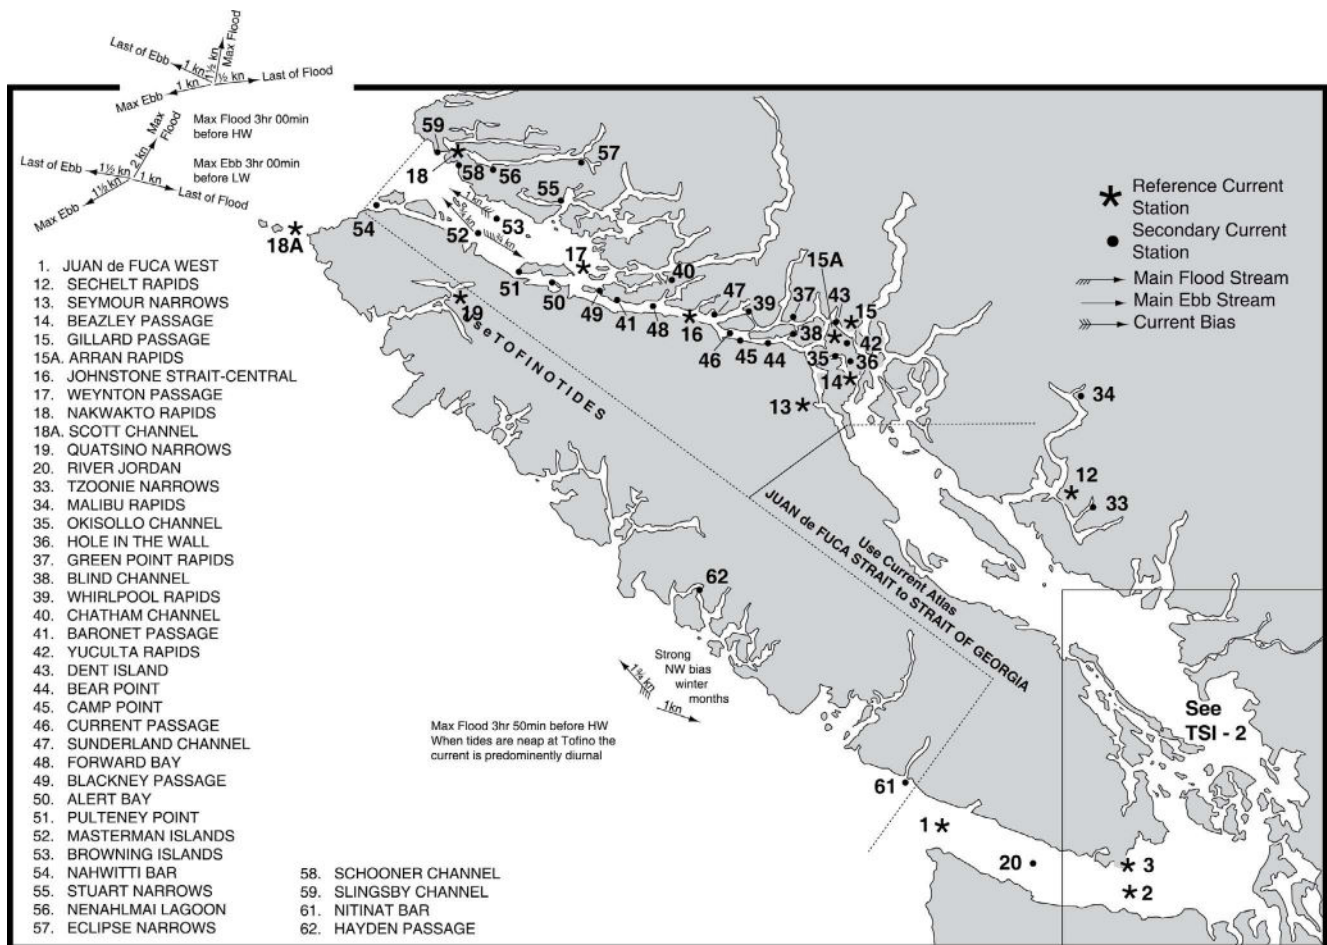 Last of Ebb
1 kn
1½ kn
Max Flood
½ kn
Last of Flood
Max Ebb
1 kn
Max Flood 3hr 00min
before HW
Max Ebb 3hr 00min
before LW
Max
Flood
2 kn
Last of Ebb
1½ kn
1 kn
Last of Flood
Max Ebb
1½ kn
59
18
58
56
57
55
1 kn
¾ kn
53
54
52
18A
17
40
51
50
49
41
48
16
47
39
37
15A
43
15
46
45
44
38
42
35
36
14
13
19
34
12
33
62
61
1
20
3
2
Reference Current
Station
Secondary Current
Station
Main Flood Stream
Main Ebb Stream
Current Bias
Use TOFINO TIDES
Use Current Atlas
JUAN de FUCA STRAIT to STRAIT OF GEORGIA
See
TSI - 2
Strong
NW bias
winter
months
1¾ kn
1kn
Max Flood 3hr 50min before HW
When tides are neap at Tofino the
current is predominently diurnal
1. JUAN de FUCA WEST
12. SECHELT RAPIDS
13. SEYMOUR NARROWS
14. BEAZLEY PASSAGE
15. GILLARD PASSAGE
15A. ARRAN RAPIDS
16. JOHNSTONE STRAIT-CENTRAL
17. WEYNTON PASSAGE
18. NAKWAKTO RAPIDS
18A. SCOTT CHANNEL
19. QUATSINO NARROWS
20. RIVER JORDAN
33. TZOONIE NARROWS
34. MALIBU RAPIDS
35. OKISOLLO CHANNEL
36. HOLE IN THE WALL
37. GREEN POINT RAPIDS
38. BLIND CHANNEL
39. WHIRLPOOL RAPIDS
40. CHATHAM CHANNEL
41. BARONET PASSAGE
42. YUCULTA RAPIDS
43. DENT ISLAND
44. BEAR POINT
45. CAMP POINT
46. CURRENT PASSAGE
47. SUNDERLAND CHANNEL
48. FORWARD BAY
49. BLACKNEY PASSAGE
50. ALERT BAY
51. PULTENEY POINT
52. MASTERMAN ISLANDS
53. BROWNING ISLANDS
54. NAHWITTI BAR
55. STUART NARROWS
56. NENAHLMAI LAGOON
57. ECLIPSE NARROWS
58. SCHOONER CHANNEL
59. SLINGSBY CHANNEL
61. NITINAT BAR
62. HAYDEN PASSAGE